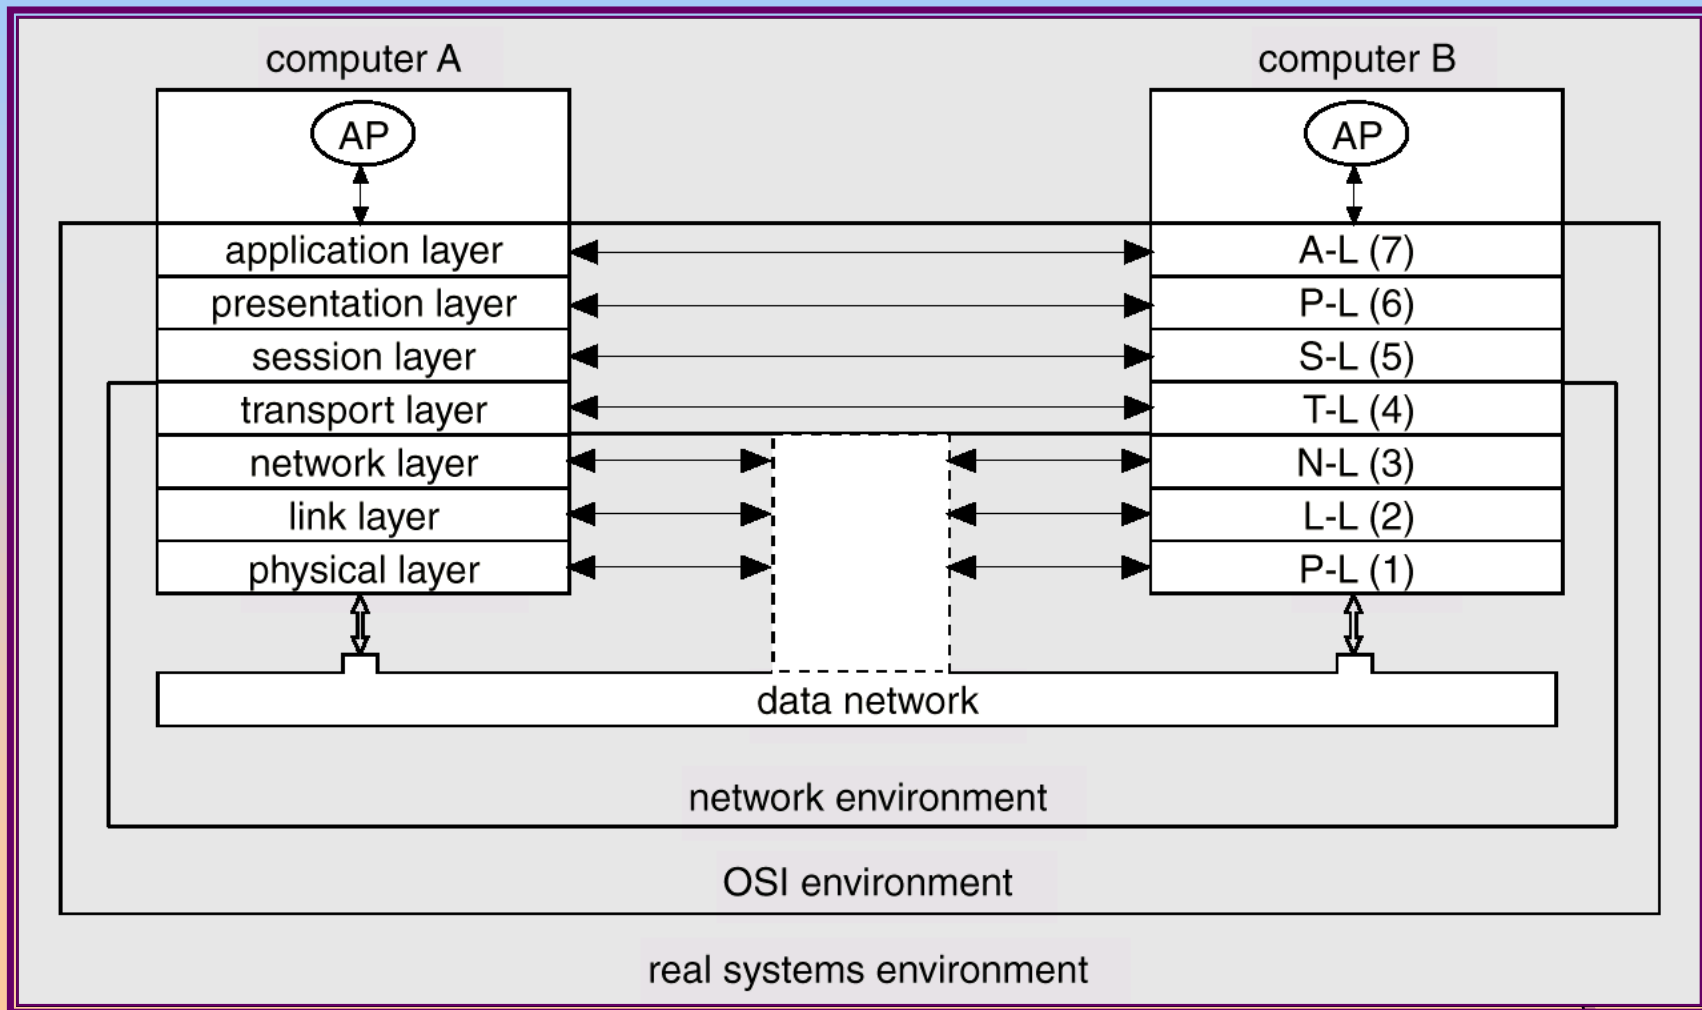 computer A
computer B
AP
AP
application layer
A-L (7)
presentation layer
P-L (6)
session layer
S-L (5)
transport layer
T-L (4)
network layer
N-L (3)
link layer
L-L (2)
physical layer
P-L (1)
data network
network environment
OSI environment
real systems environment